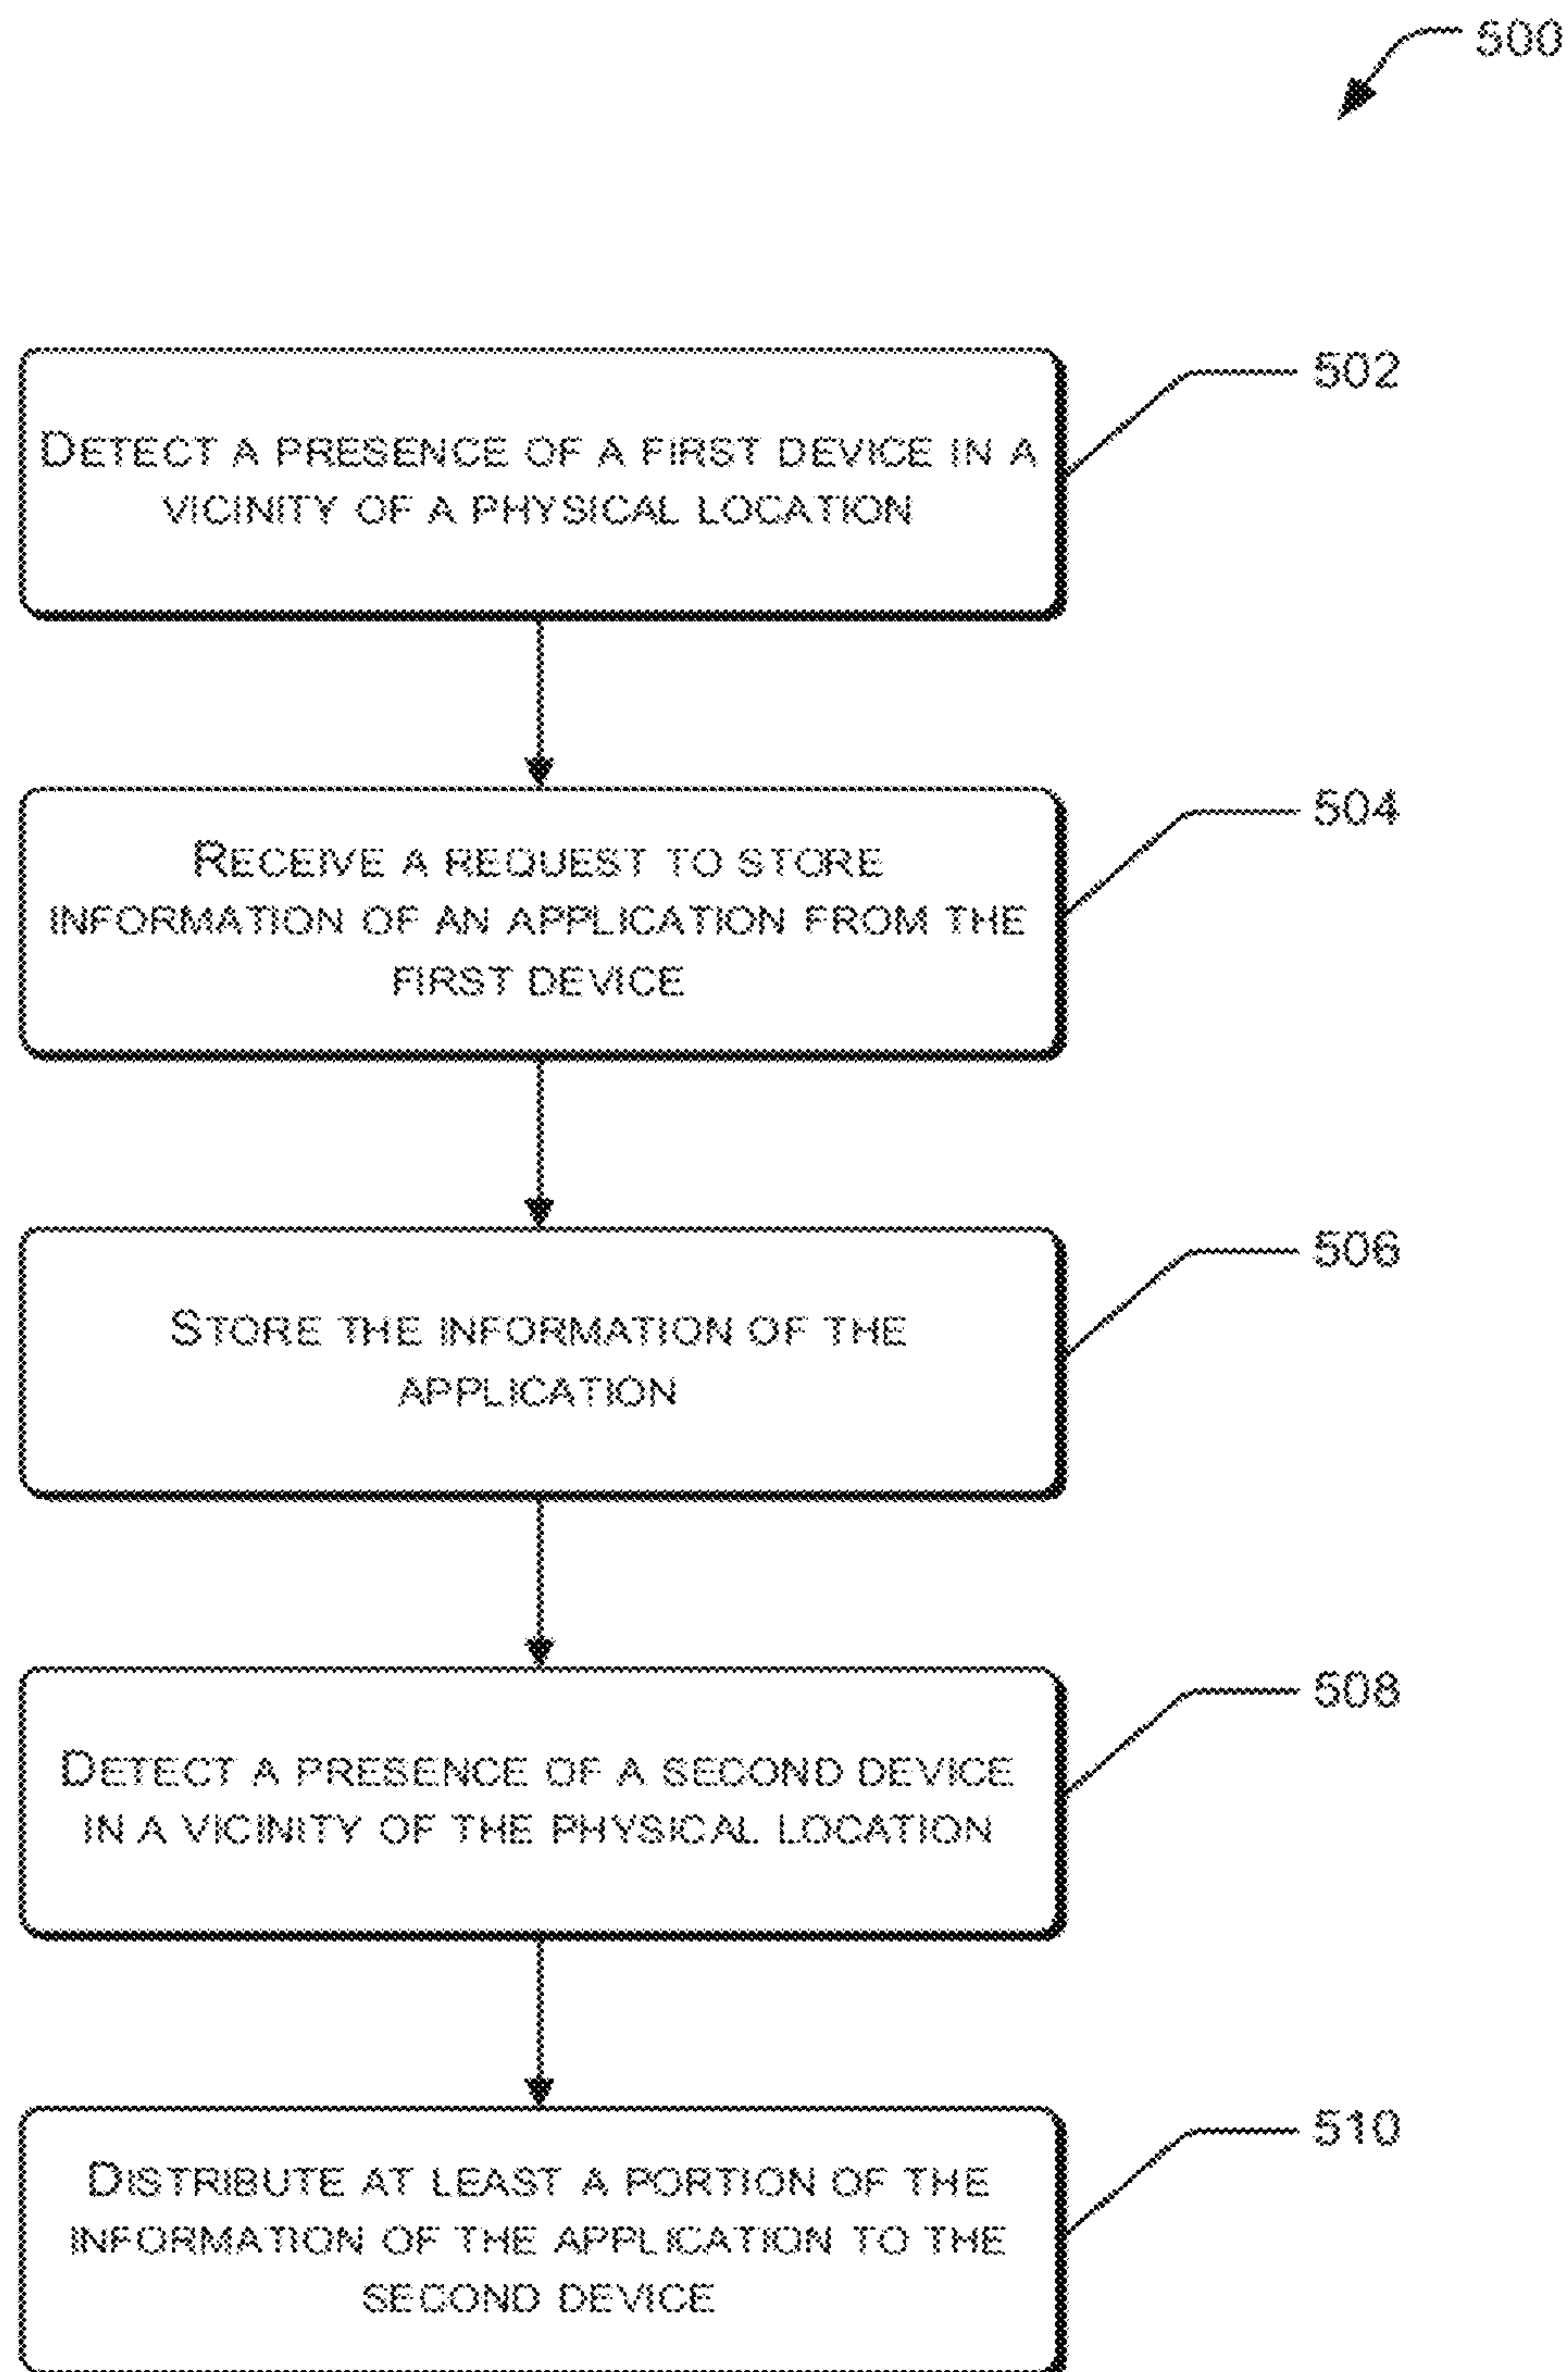 500
DETECT A PRESENCE OF A FIRST DEVICE IN A
VICINITY OF A PHYSICAL LOCATION
502
RECEIVE A REQUEST TO STORE
INFORMATION OF AN APPLICATION FROM THE
FIRST DEVICE
504
STORE THE INFORMATION OF THE
APPLICATION
506
DETECT A PRESENCE OF A SECOND DEVICE
IN A VICINITY OF THE PHYSICAL LOCATION
508
DISTRIBUTE AT LEAST A PORTION OF THE
INFORMATION OF THE APPLICATION TO THE
SECOND DEVICE
510